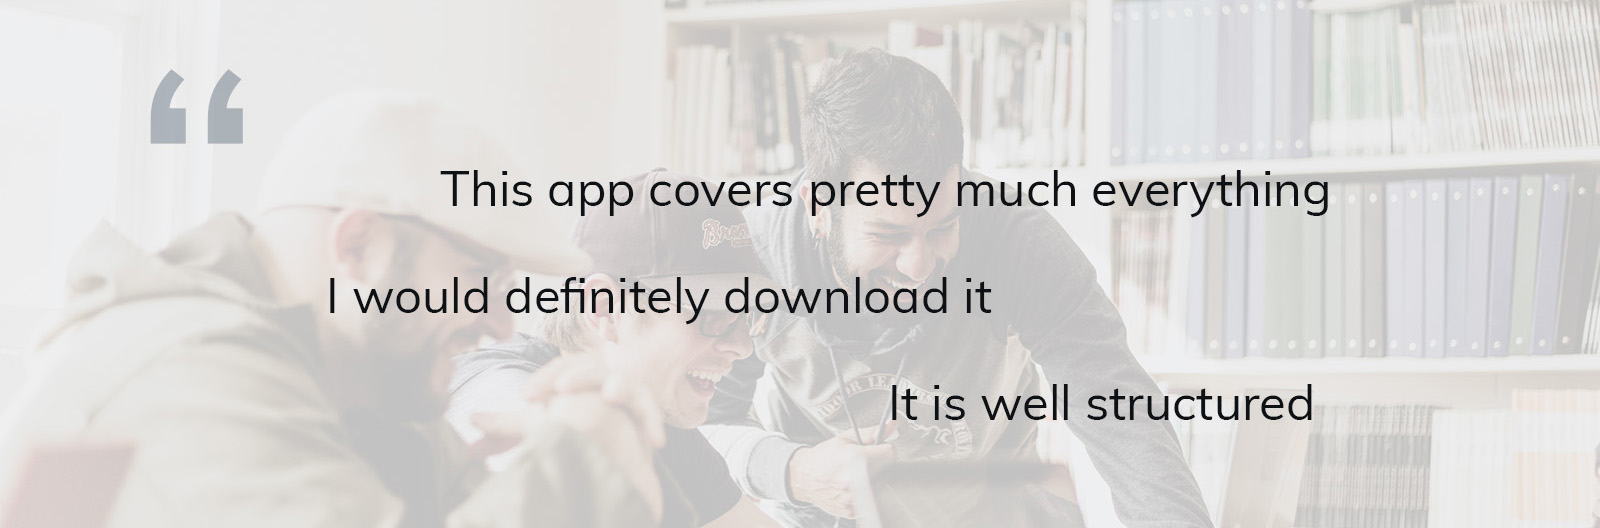 “
This app covers pretty much everything
I would definitely download it
It is well structured